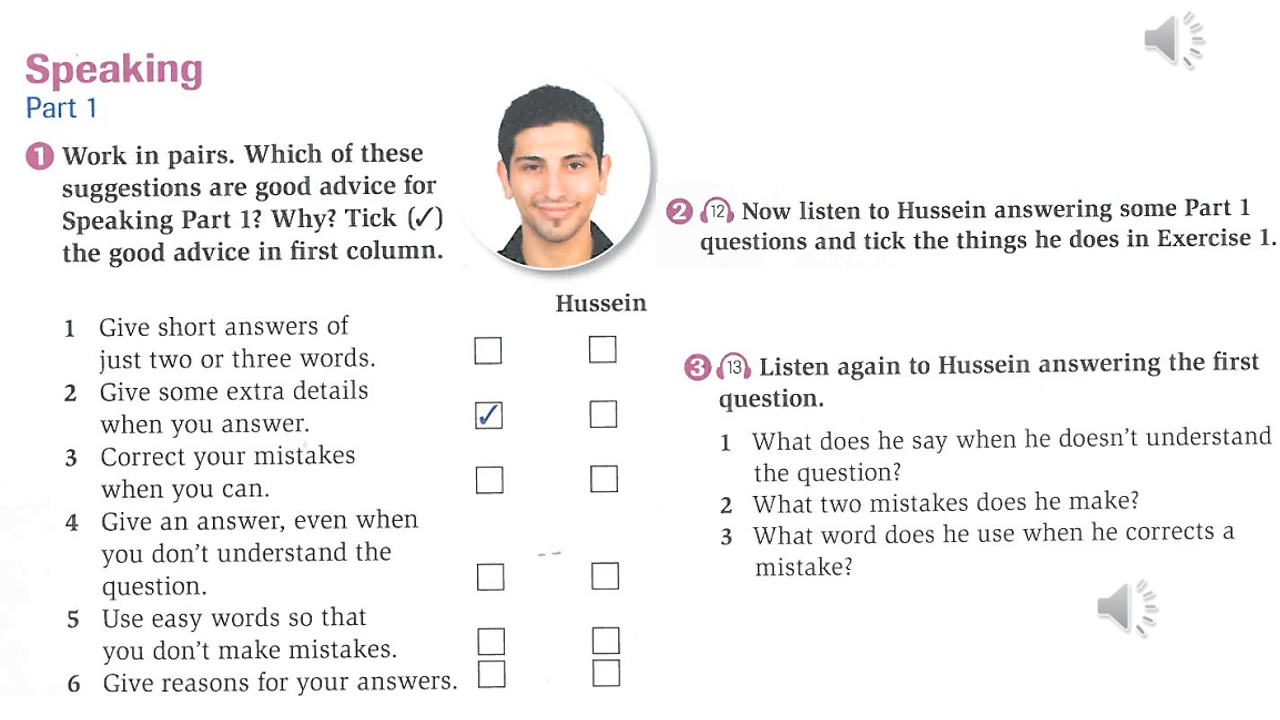 Speaking
Part 1
1 Work in pairs. Which of these
suggestions are good advice for
Speaking Part 1? Why? Tick (✓)
the good advice in first column.
Hussein
1 Give short answers of
just two or three words.
2 Give some extra details
when you answer.
✓
3 Correct your mistakes
when you can.
4 Give an answer, even when
you don't understand the
question.
5 Use easy words so that
you don't make mistakes.
6 Give reasons for your answers.
2 12 Now listen to Hussein answering some Part 1
questions and tick the things he does in Exercise 1.
3 13 Listen again to Hussein answering the first
question.
1 What does he say when he doesn't understand
the question?
2 What two mistakes does he make?
3 What word does he use when he corrects a
mistake?